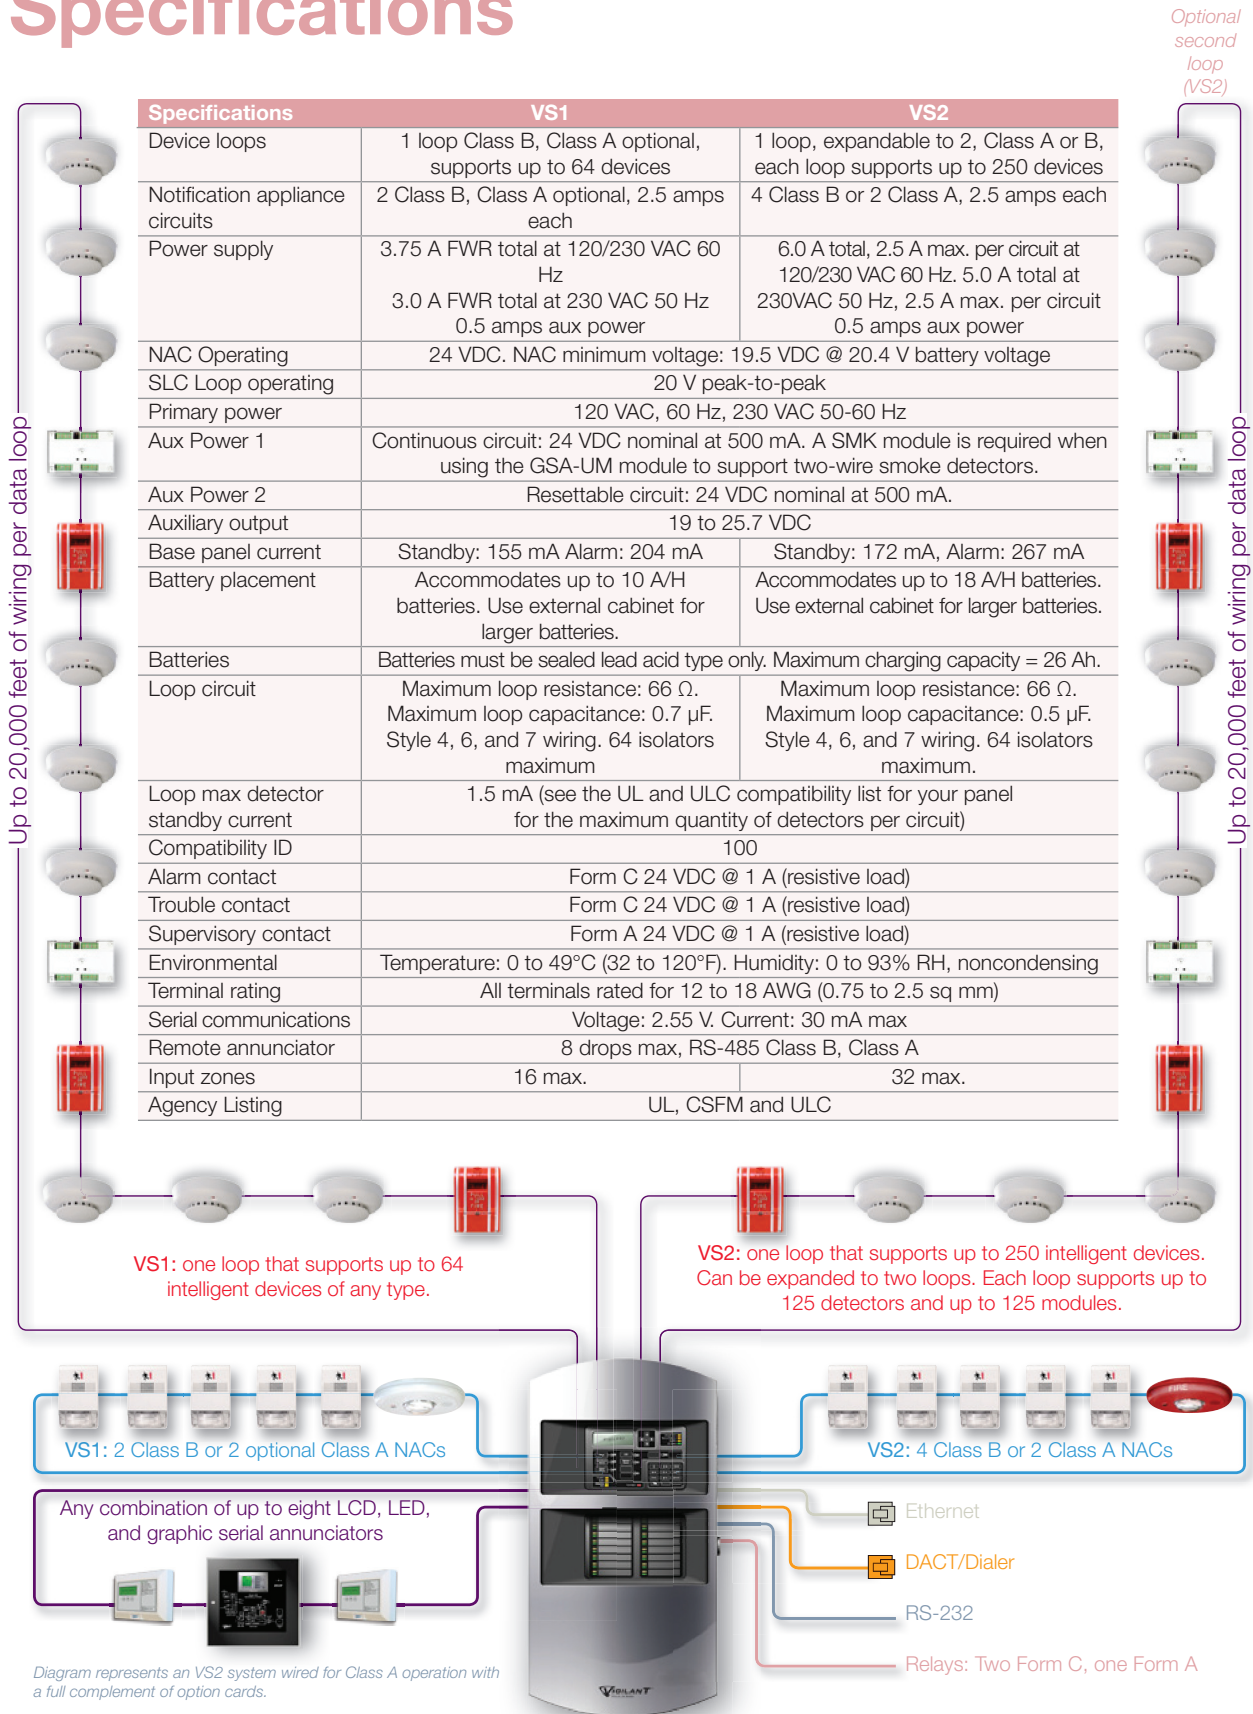 Specifications
Optional
second
loop
(VS2)
Specifications VS1 VS2
Device loops 1 loop Class B, Class A optional, 1 loop, expandable to 2, Class A or B,
supports up to 64 devices each loop supports up to 250 devices
Notification appliance 2 Class B, Class A optional, 2.5 amps 4 Class B or 2 Class A, 2.5 amps each
circuits each
Power supply 3.75 A FWR total at 120/230 VAC 60 6.0 A total, 2.5 A max. per circuit at
Hz 120/230 VAC 60 Hz. 5.0 A total at
3.0 A FWR total at 230 VAC 50 Hz 230VAC 50 Hz, 2.5 A max. per circuit
0.5 amps aux power 0.5 amps aux power
NAC Operating 24 VDC. NAC minimum voltage: 19.5 VDC @ 20.4 V battery voltage
SLC Loop operating 20 V peak-to-peak
Primary power 120 VAC, 60 Hz, 230 VAC 50-60 Hz
Aux Power 1 Continuous circuit: 24 VDC nominal at 500 mA. A SMK module is required when
using the GSA-UM module to support two-wire smoke detectors.
Aux Power 2 Resettable circuit: 24 VDC nominal at 500 mA.
Auxiliary output 19 to 25.7 VDC
Base panel current Standby: 155 mA Alarm: 204 mA Standby: 172 mA, Alarm: 267 mA
Battery placement Accommodates up to 10 A/H Accommodates up to 18 A/H batteries.
batteries. Use external cabinet for Use external cabinet for larger batteries.
larger batteries.
Batteries Batteries must be sealed lead acid type only. Maximum charging capacity = 26 Ah.
Loop circuit Maximum loop resistance: 66 Ω. Maximum loop resistance: 66 Ω.
Maximum loop capacitance: 0.7 µF. Maximum loop capacitance: 0.5 µF.
Style 4, 6, and 7 wiring. 64 isolators Style 4, 6, and 7 wiring. 64 isolators
maximum maximum.
Loop max detector 1.5 mA (see the UL and ULC compatibility list for your panel
standby current for the maximum quantity of detectors per circuit)
Compatibility ID 100
Alarm contact Form C 24 VDC @ 1 A (resistive load)
Trouble contact Form C 24 VDC @ 1 A (resistive load)
Supervisory contact Form A 24 VDC @ 1 A (resistive load)
Environmental Temperature: 0 to 49°C (32 to 120°F). Humidity: 0 to 93% RH, noncondensing
Terminal rating All terminals rated for 12 to 18 AWG (0.75 to 2.5 sq mm)
Serial communications Voltage: 2.55 V. Current: 30 mA max
Remote annunciator 8 drops max, RS-485 Class B, Class A
Input zones 16 max. 32 max.
Agency Listing UL, CSFM and ULC
Up to 20,000 feet of wiring per data loop
Up to 20,000 feet of wiring per data loop
VS1: one loop that supports up to 64
intelligent devices of any type.
VS2: one loop that supports up to 250 intelligent devices.
Can be expanded to two loops. Each loop supports up to
125 detectors and up to 125 modules.
VS1: 2 Class B or 2 optional Class A NACs
FIRE
VS2: 4 Class B or 2 Class A NACs
Any combination of up to eight LCD, LED,
and graphic serial annunciators
Ethernet
DACT/Dialer
RS-232
Relays: Two Form C, one Form A
Diagram represents an VS2 system wired for Class A operation with
a full complement of option cards.
VIGILANT